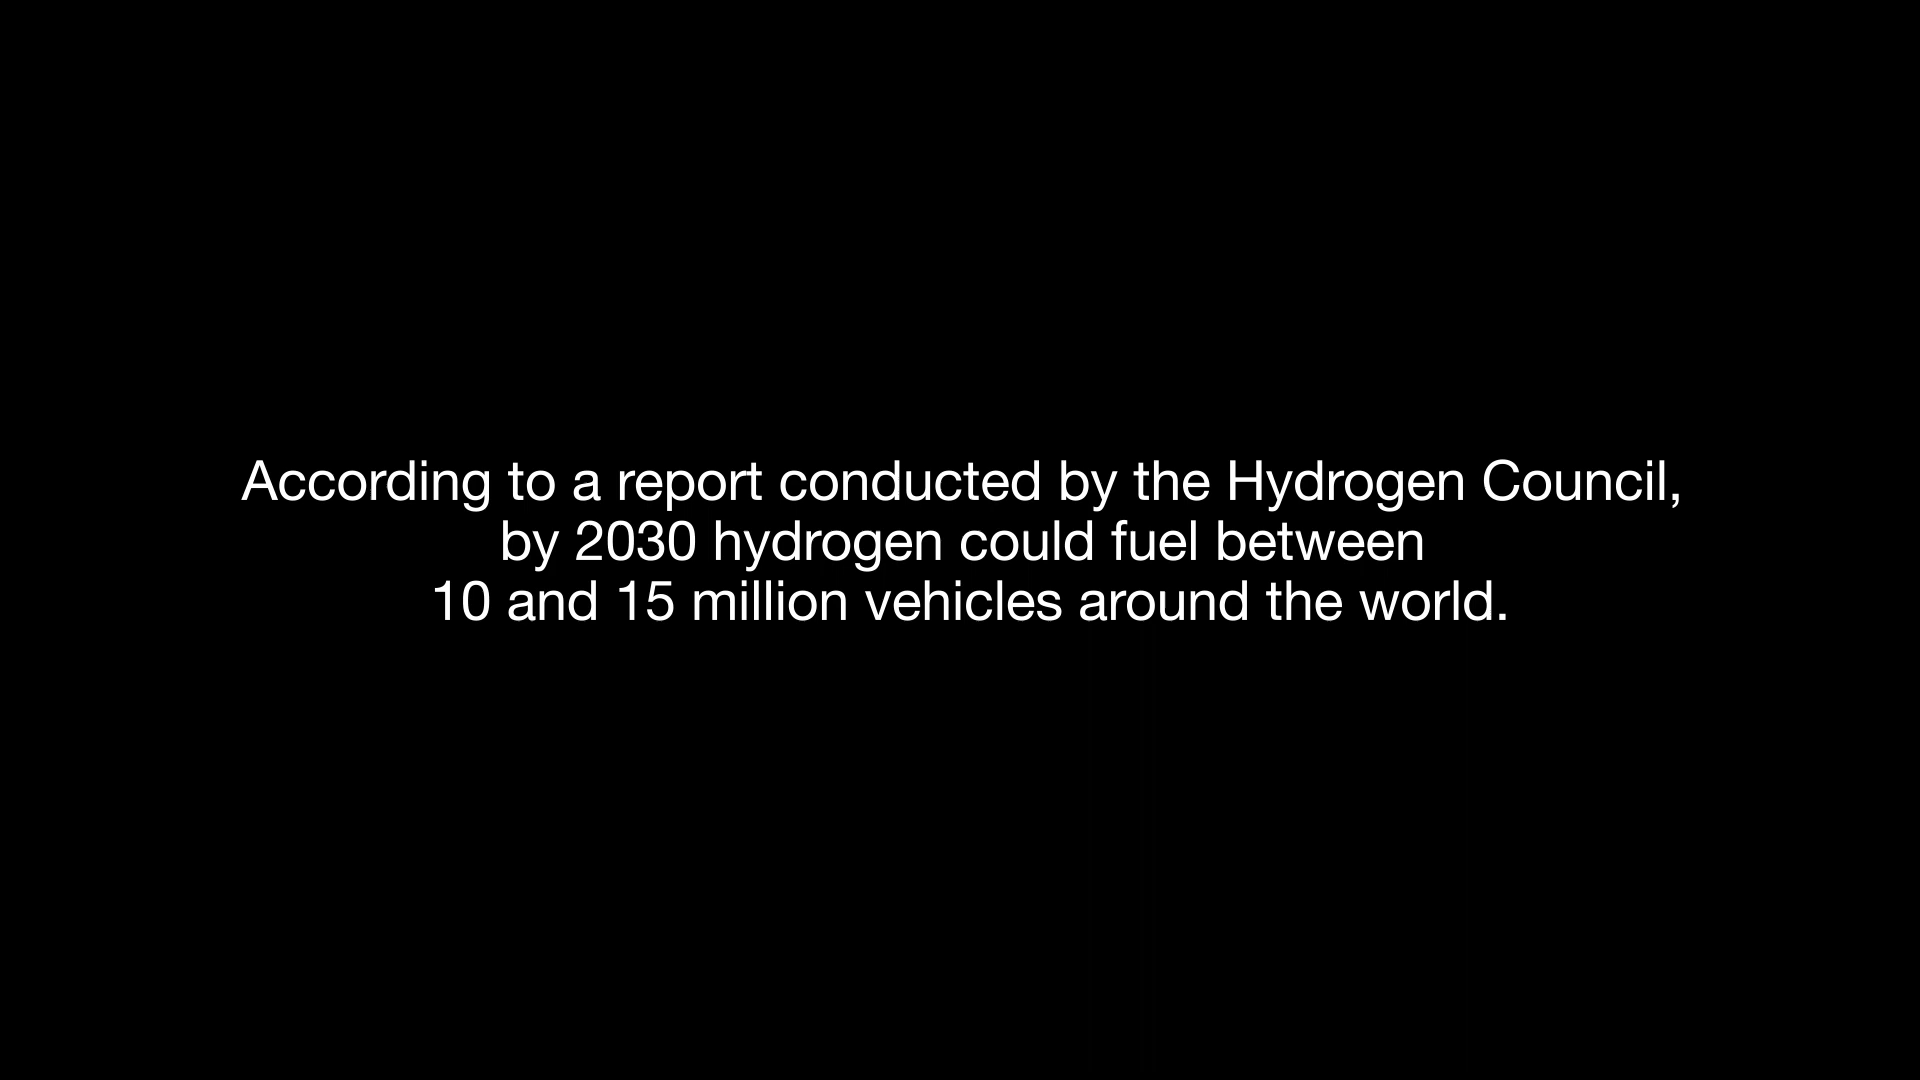 According to a report conducted by the Hydrogen Council,
by 2030 hydrogen could fuel between
10 and 15 million vehicles around the world.